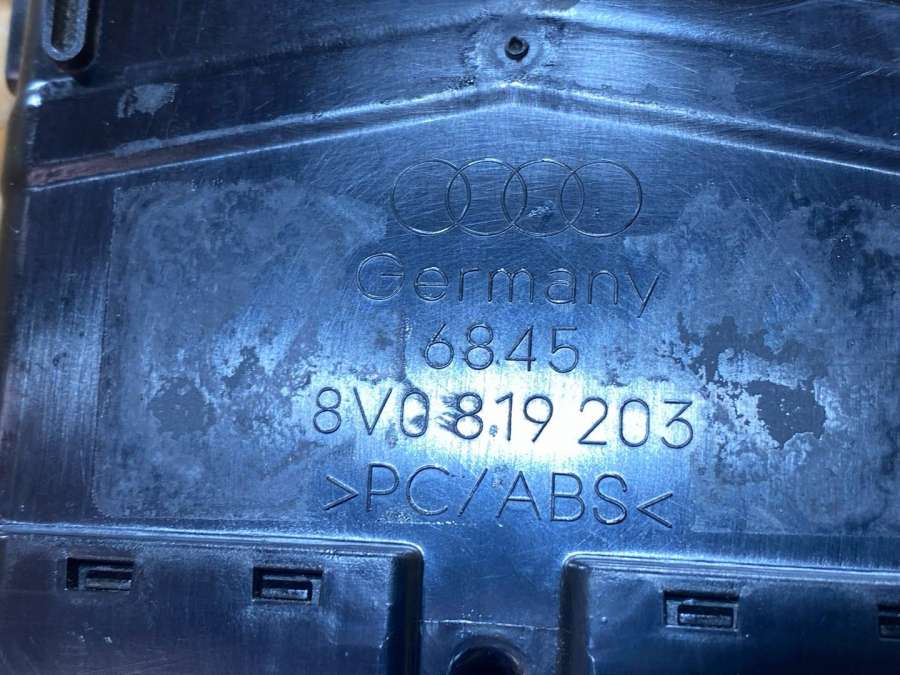 Germany
6845
8V0 819 203
>PC/ABS<